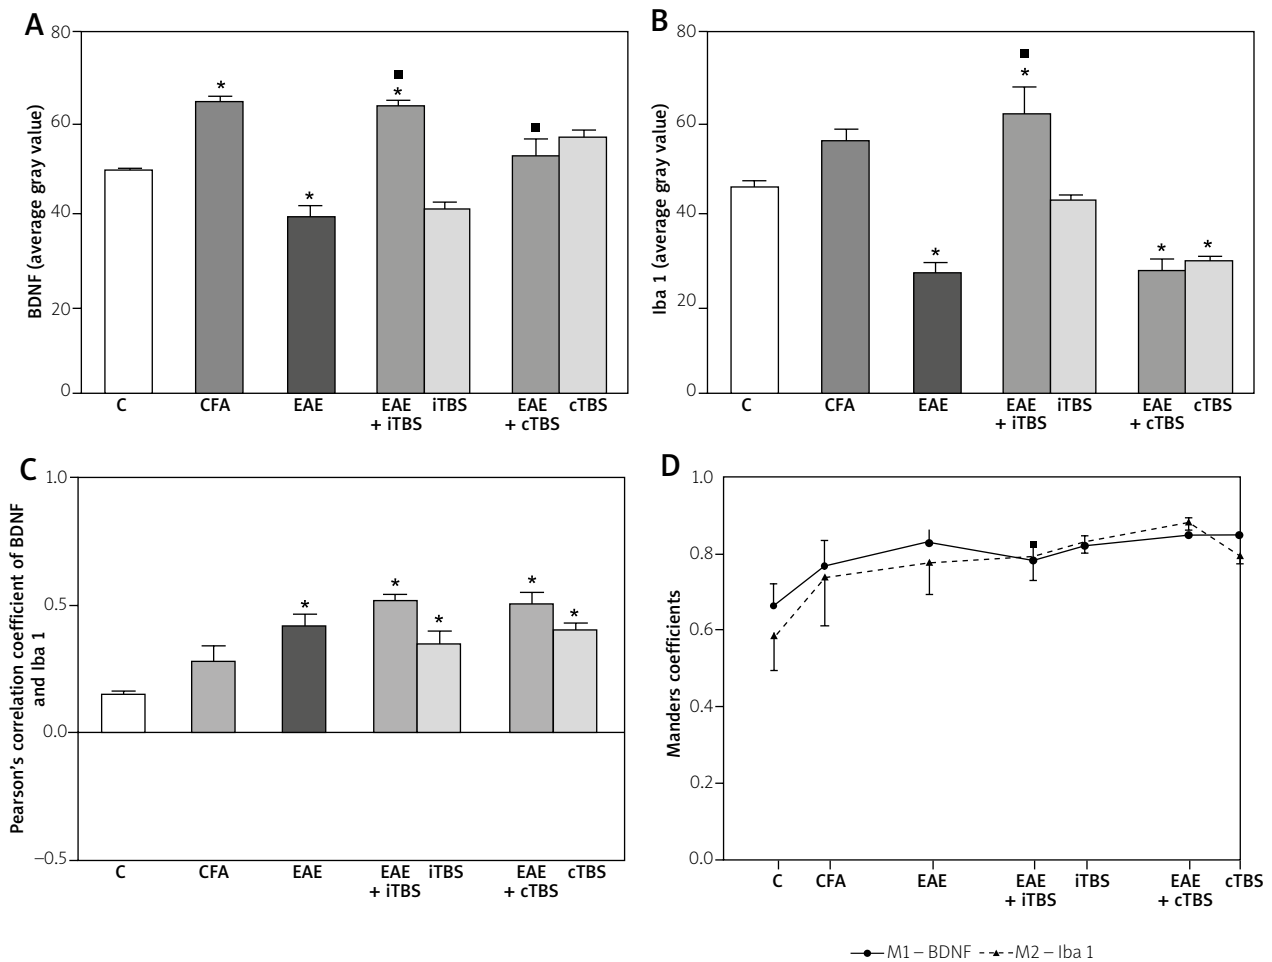 A
BDNF (average gray value)
80
60
40
20
0
*
*
■
*
■
C
CFA
EAE
EAE
+ iTBS
iTBS
EAE
+ cTBS
cTBS
B
Iba 1 (average gray value)
80
60
40
20
0
*
■
*
*
*
C
CFA
EAE
EAE
+ iTBS
iTBS
EAE
+ cTBS
cTBS
C
Pearson's correlation coefficient of BDNF
and Iba 1
1.0
0.5
0.0
–0.5
*
*
*
*
*
C
CFA
EAE
EAE
+ iTBS
iTBS
EAE
+ cTBS
cTBS
D
Manders coefficients
1.0
0.8
0.6
0.4
0.2
0.0
C
CFA
EAE
EAE
+ iTBS
iTBS
EAE
+ cTBS
cTBS
M1 – BDNF
M2 – Iba 1